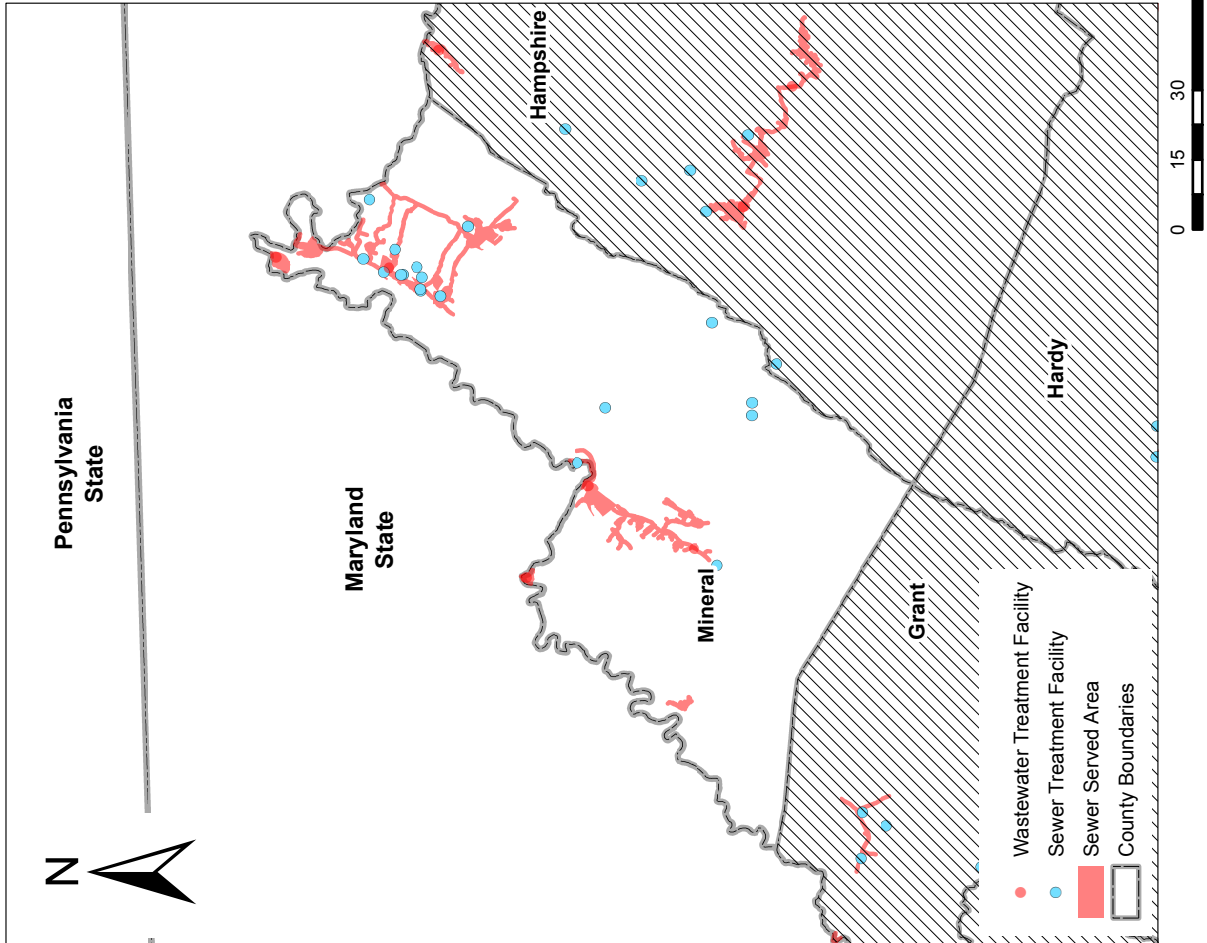 N
Pennsylvania
State
Maryland
State
Hampshire
Mineral
Grant
Hardy
Wastewater Treatment Facility
Sewer Treatment Facility
Sewer Served Area
County Boundaries
0 15 30